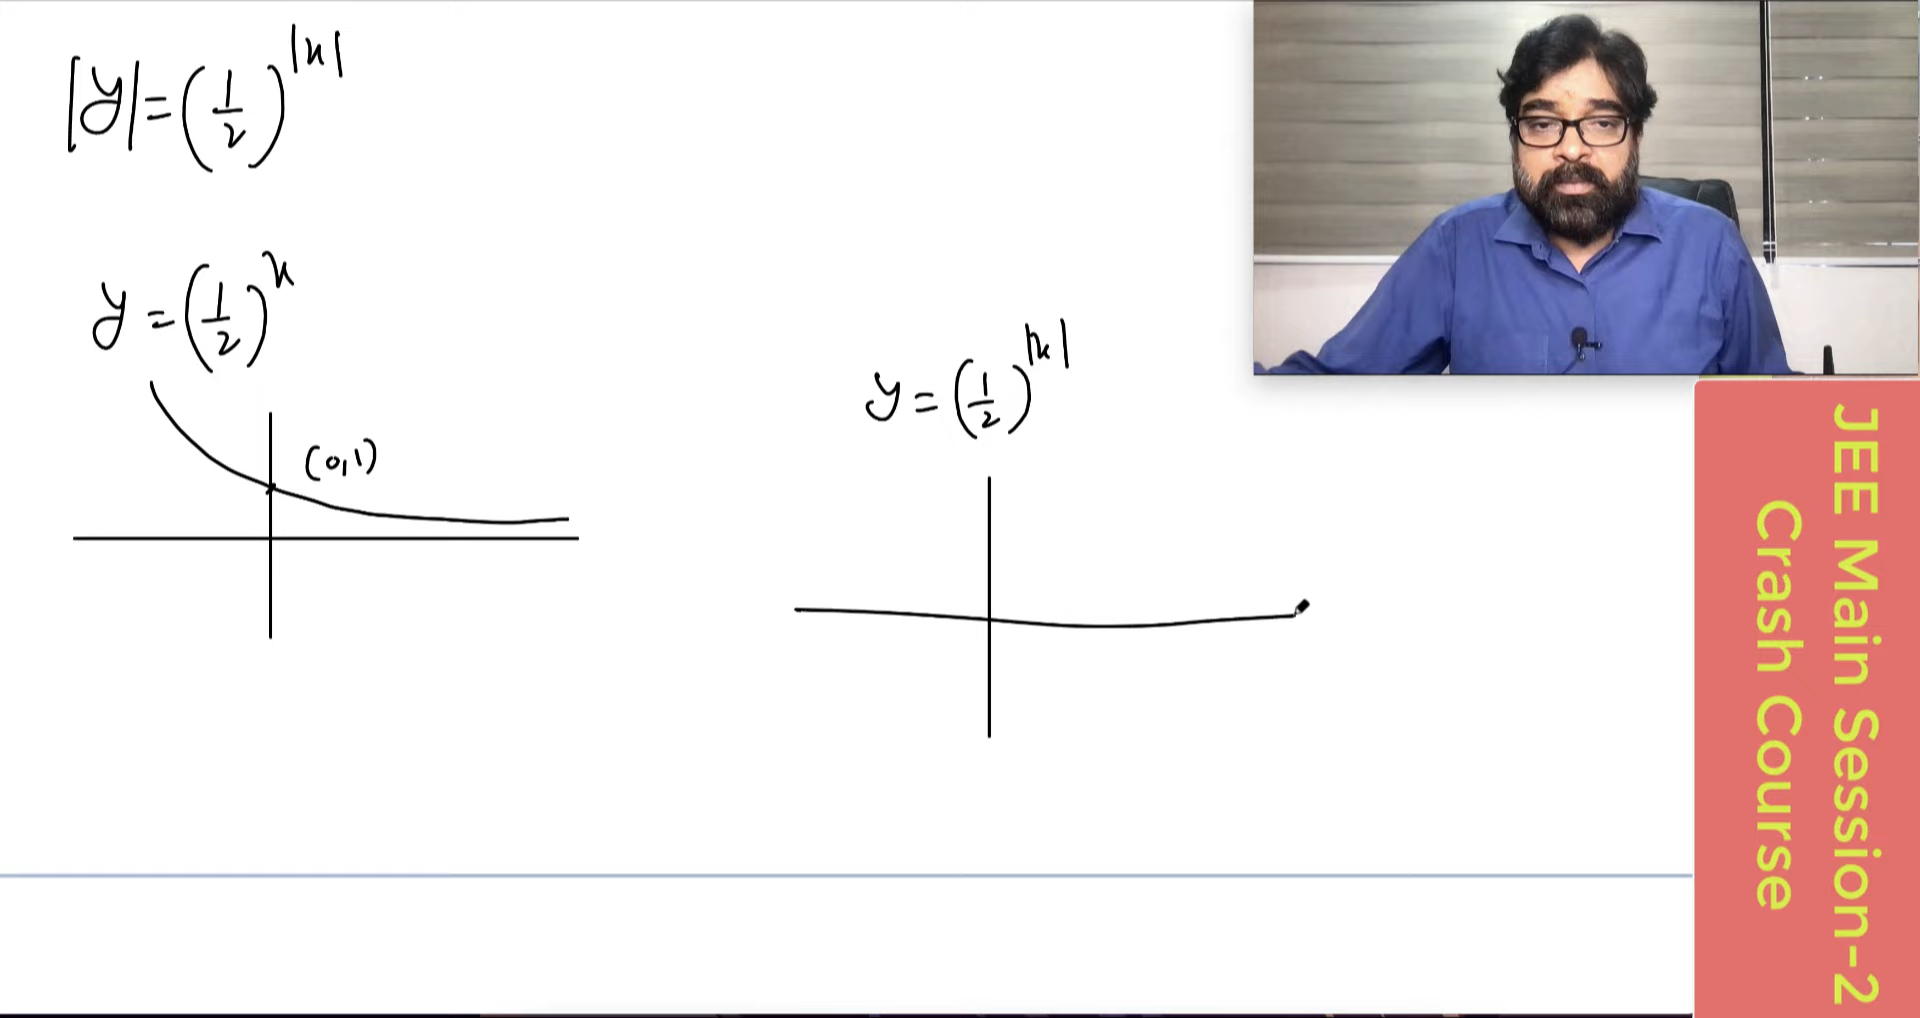 |y| = (1/2)^|x|
y = (1/2)^x
(0,1)
y = (1/2)^|x|
JEE Main Session-2
Crash Course